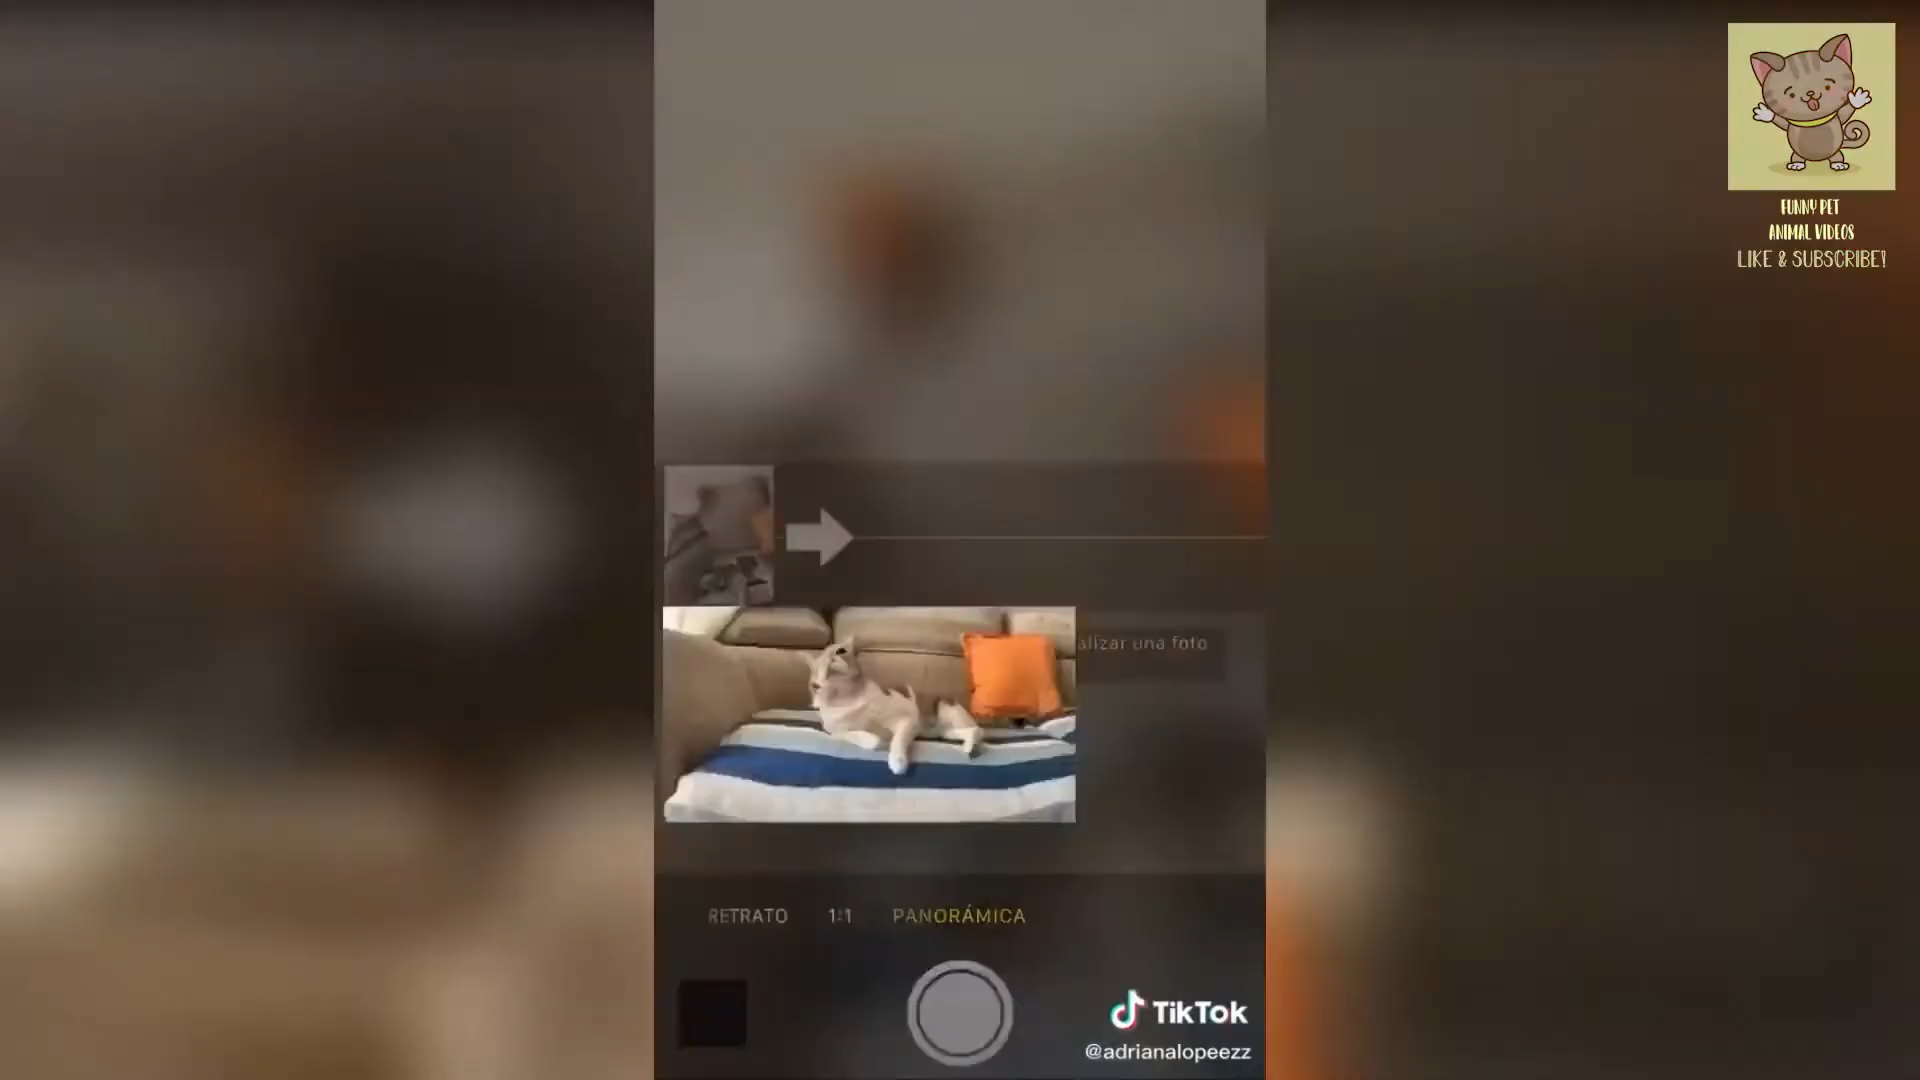 FUNNY PET
ANIMAL VIDEOS
LIKE & SUBSCRIBE!
alizar una foto
RETRATO 1:1 PANORÁMICA
TikTok
@adrianalopeezz